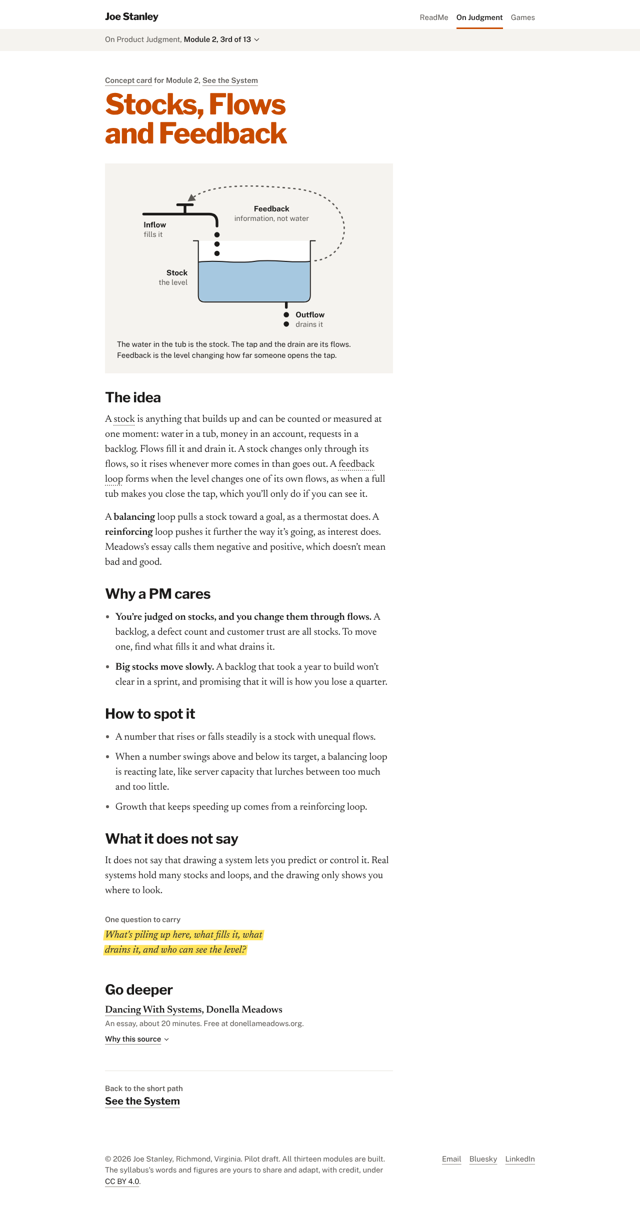 Joe Stanley
ReadMe On Judgment Games
On Product Judgment, Module 2, 3rd of 13
Concept card for Module 2, See the System
Stocks, Flows
and Feedback
Feedback
information, not water
Inflow
fills it
Stock
the level
Outflow
drains it
The water in the tub is the stock. The tap and the drain are its flows.
Feedback is the level changing how far someone opens the tap.
The idea
A stock is anything that builds up and can be counted or measured at
one moment: water in a tub, money in an account, requests in a
backlog. Flows fill it and drain it. A stock changes only through its
flows, so it rises whenever more comes in than goes out. A feedback
loop forms when the level changes one of its own flows, as when a full
tub makes you close the tap, which you’ll only do if you can see it.
A balancing loop pulls a stock toward a goal, as a thermostat does. A
reinforcing loop pushes it further the way it’s going, as interest does.
Meadows’s essay calls them negative and positive, which doesn’t mean
bad and good.
Why a PM cares
• You’re judged on stocks, and you change them through flows. A
backlog, a defect count and customer trust are all stocks. To move
one, find what fills it and what drains it.
• Big stocks move slowly. A backlog that took a year to build won’t
clear in a sprint, and promising that it will is how you lose a quarter.
How to spot it
• A number that rises or falls steadily is a stock with unequal flows.
• When a number swings above and below its target, a balancing loop
is reacting late, like server capacity that lurches between too much
and too little.
• Growth that keeps speeding up comes from a reinforcing loop.
What it does not say
It does not say that drawing a system lets you predict or control it. Real
systems hold many stocks and loops, and the drawing only shows you
where to look.
One question to carry
What’s piling up here, what fills it, what
drains it, and who can see the level?
Go deeper
Dancing With Systems, Donella Meadows
An essay, about 20 minutes. Free at donellameadows.org.
Why this source
Back to the short path
See the System
© 2026 Joe Stanley, Richmond, Virginia. Pilot draft. All thirteen modules are built.
The syllabus’s words and figures are yours to share and adapt, with credit, under
CC BY 4.0.
Email Bluesky LinkedIn